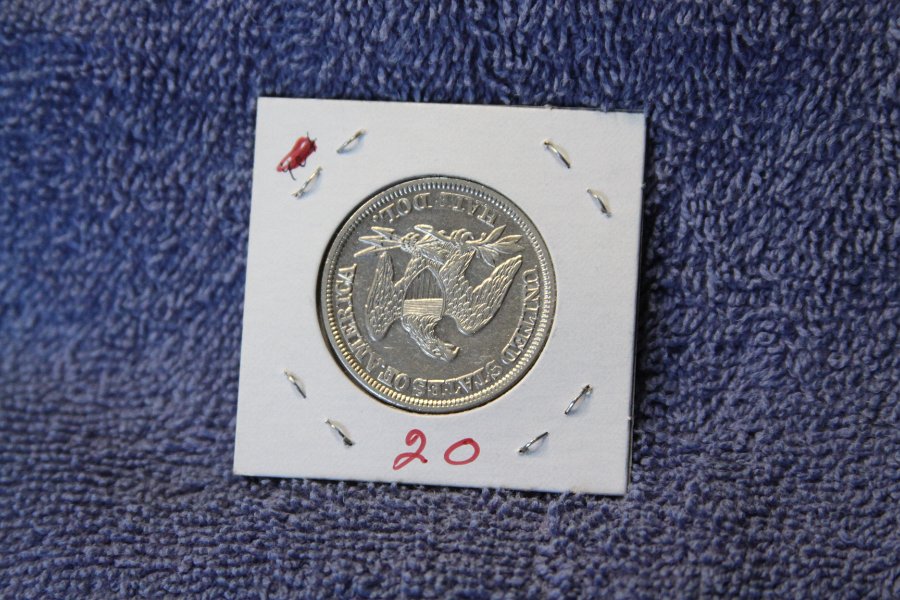 UNITED STATES OF AMERICA
HALF DOL.
20